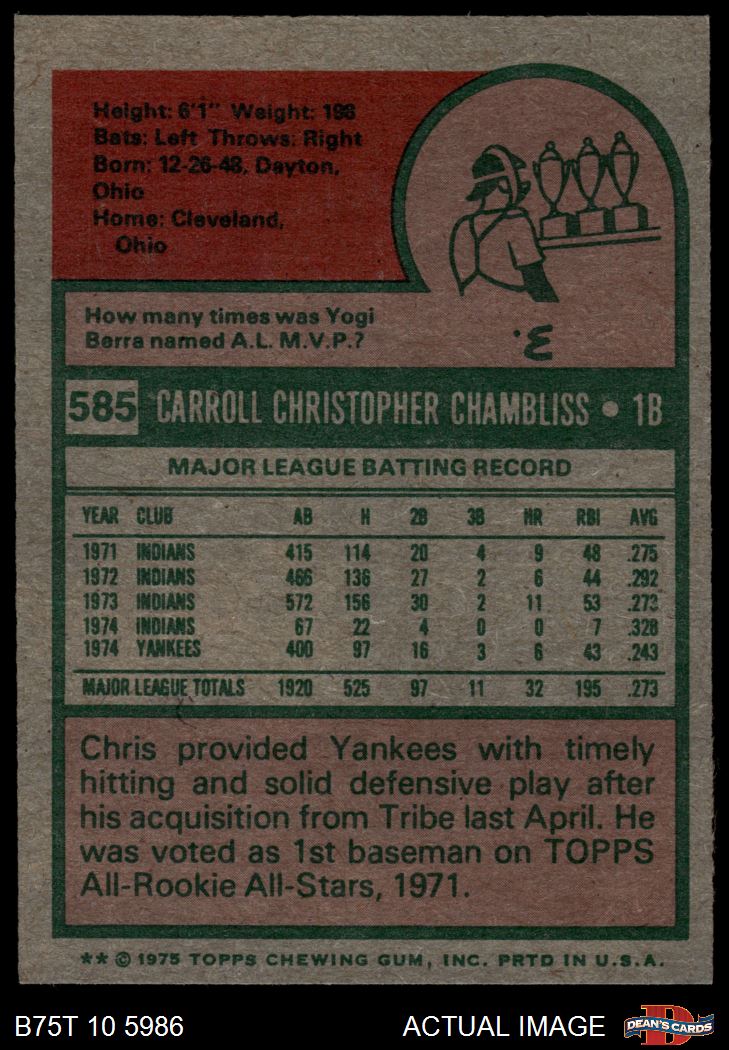 Height: 6'1" Weight: 198
Bats: Left Throws: Right
Born: 12-26-48, Dayton,
Ohio
Home: Cleveland,
Ohio
How many times was Yogi
Berra named A.L. M.V.P.?
3.
585 CARROLL CHRISTOPHER CHAMBLISS • 1B
MAJOR LEAGUE BATTING RECORD
YEAR CLUB AB H 2B 3B HR RBI AVG
1971 INDIANS 415 114 20 4 9 48 .275
1972 INDIANS 466 136 27 2 6 44 .292
1973 INDIANS 572 156 30 2 11 53 .273
1974 INDIANS 67 22 4 0 0 7 .328
1974 YANKEES 400 97 16 3 6 43 .243
MAJOR LEAGUE TOTALS 1920 525 97 11 32 195 .273
Chris provided Yankees with timely
hitting and solid defensive play after
his acquisition from Tribe last April. He
was voted as 1st baseman on TOPPS
All-Rookie All-Stars, 1971.
** © 1975 TOPPS CHEWING GUM, INC. PRTD IN U.S.A.
B75T 10 5986 ACTUAL IMAGE DEAN'S CARDS